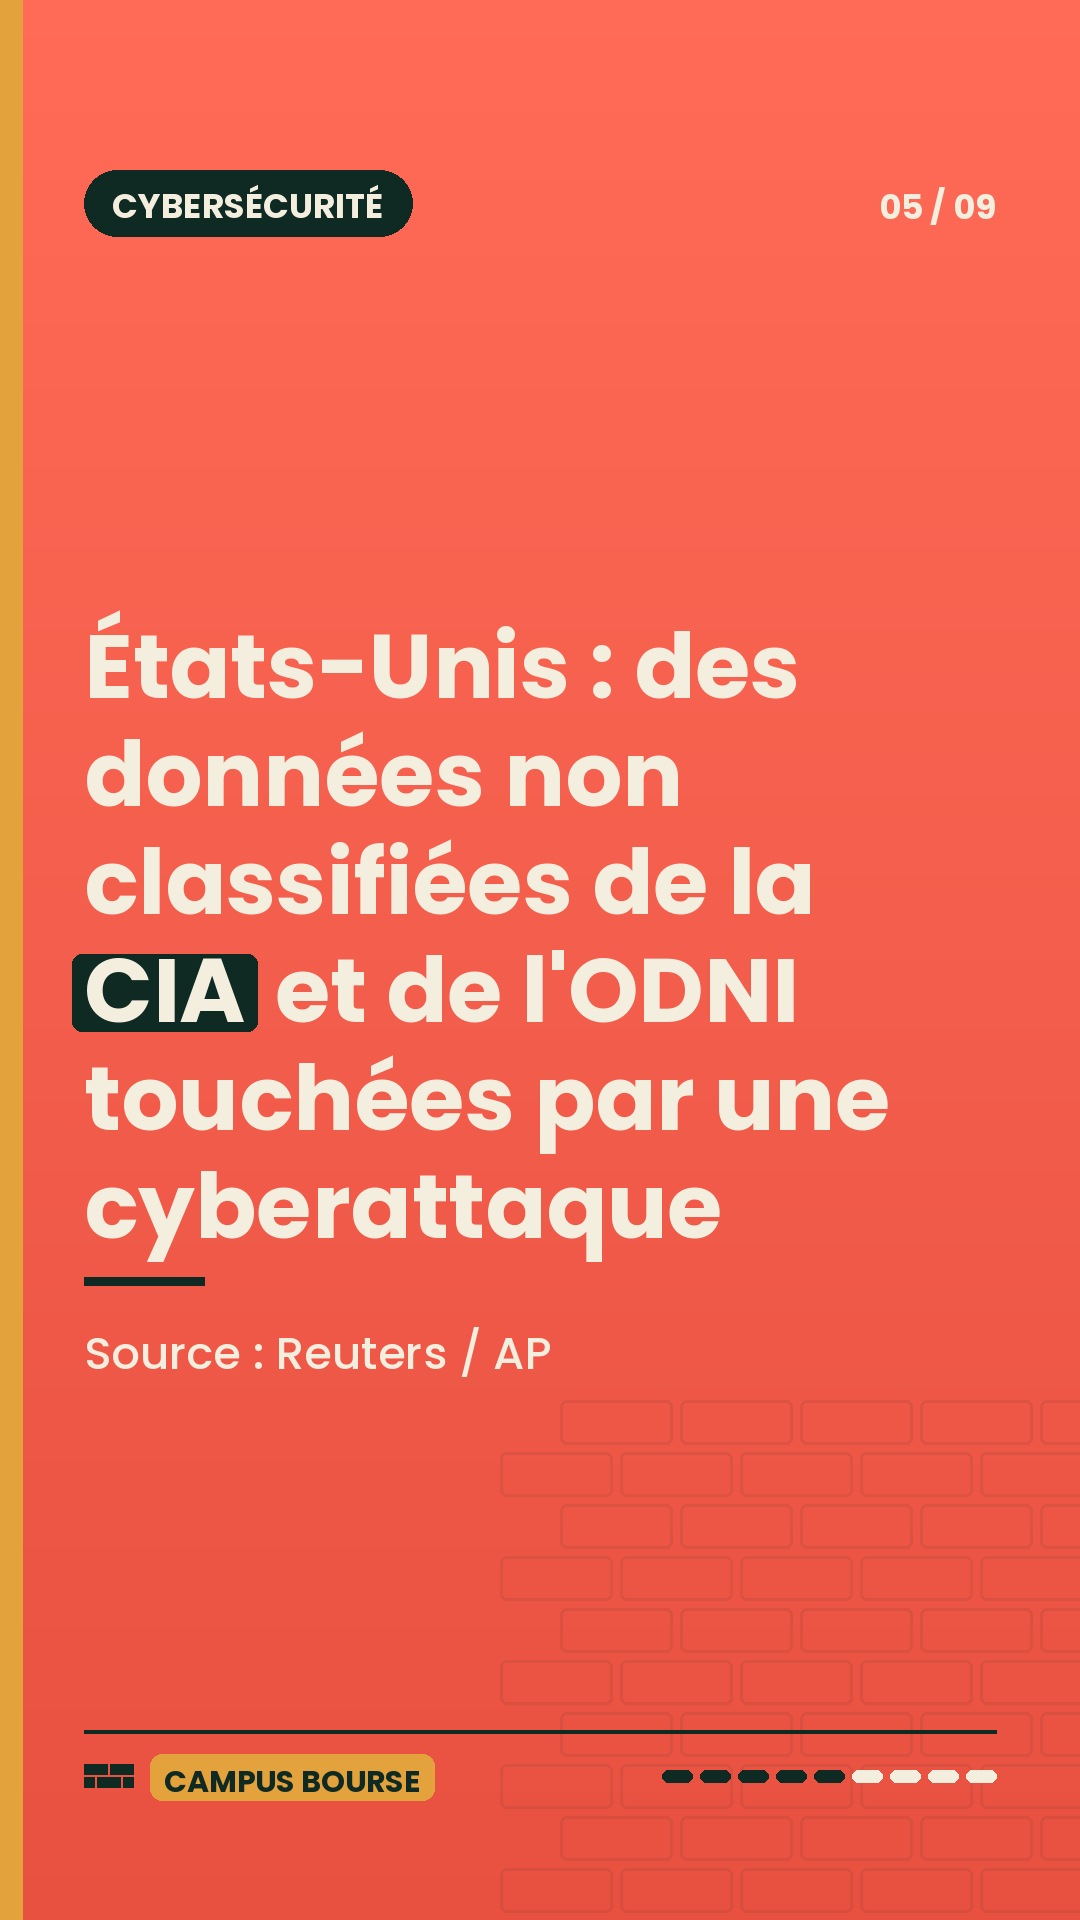 CYBERSÉCURITÉ
05 / 09
États-Unis : des
données non
classifiées de la
CIA et de l'ODNI
touchées par une
cyberattaque
Source : Reuters / AP
CAMPUS BOURSE